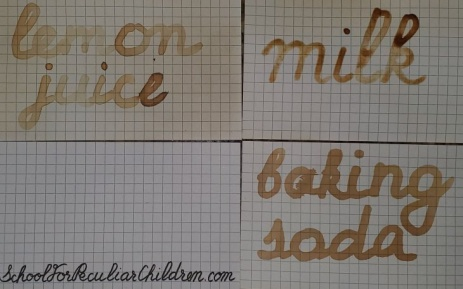 lemon
juice
milk
baking
soda
SchoolForPeculiarChildren.com